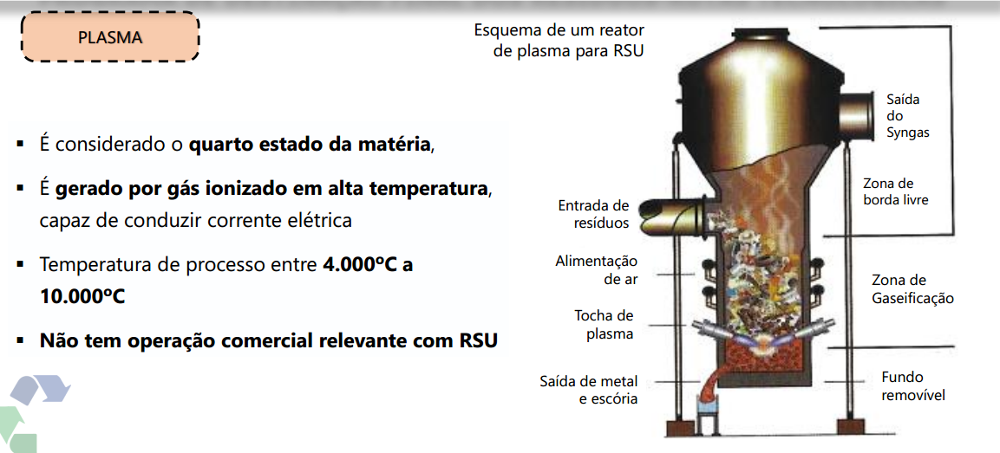 PLASMA
Esquema de um reator
de plasma para RSU
▪ É considerado o quarto estado da matéria,
▪ É gerado por gás ionizado em alta temperatura,
capaz de conduzir corrente elétrica
▪ Temperatura de processo entre 4.000ºC a
10.000ºC
▪ Não tem operação comercial relevante com RSU
Saída
do
Syngas
Zona de
borda livre
Entrada de
resíduos
Alimentação
de ar
Zona de
Gaseificação
Tocha de
plasma
Saída de metal
e escória
Fundo
removível